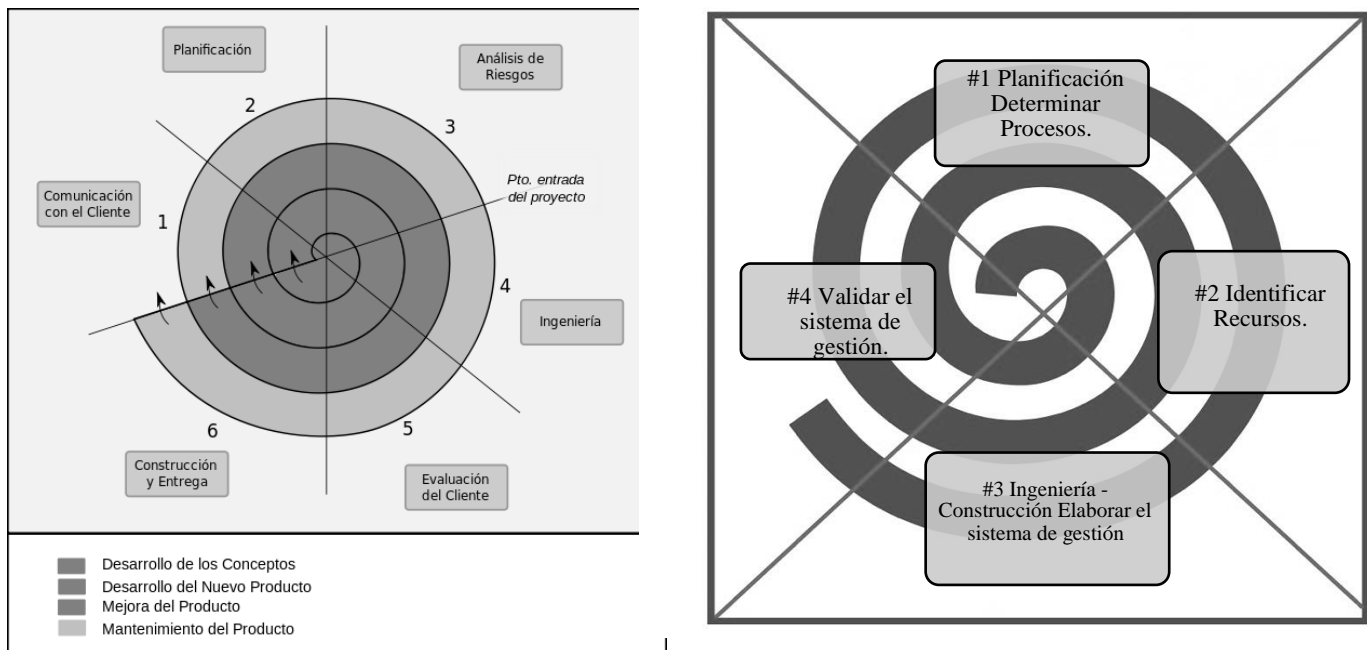 Planificación
Análisis de
Riesgos
2
3
Pto. entrada
del proyecto
Comunicación
con el Cliente
1
4
Ingeniería
6
5
Construcción
y Entrega
Evaluación
del Cliente
Desarrollo de los Conceptos
Desarrollo del Nuevo Producto
Mejora del Producto
Mantenimiento del Producto
#1 Planificación
Determinar
Procesos.
#4 Validar el
sistema de
gestión.
#2 Identificar
Recursos.
#3 Ingeniería -
Construcción Elaborar el
sistema de gestión